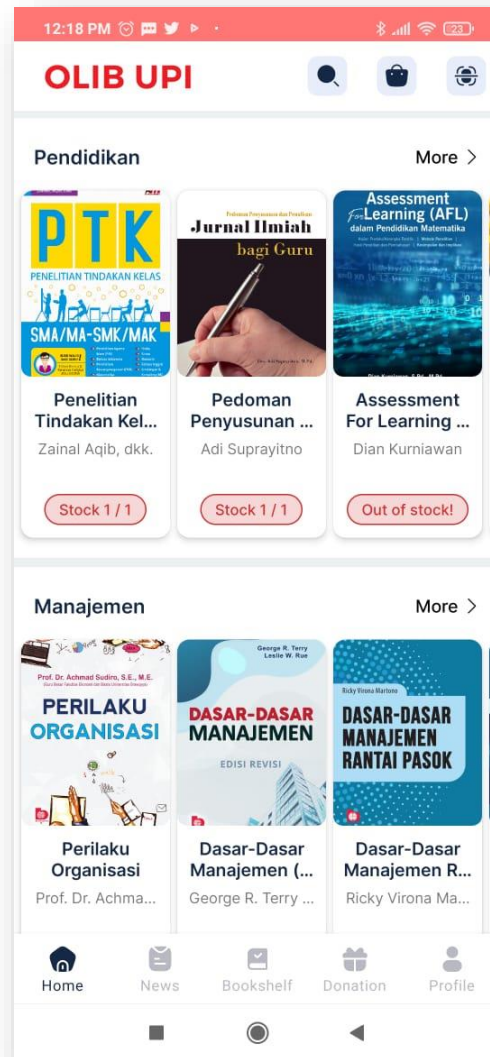 12:18 PM
23
OLIB UPI
Pendidikan
More >
PTK
PENELITIAN TINDAKAN KELAS
SMA/MA-SMK/MAK
Jurnal Ilmiah
bagi Guru
Assessment
For Learning (AFL)
dalam Pendidikan Matematika
Penelitian
Tindakan Kel...
Zainal Aqib, dkk.
Stock 1 / 1
Pedoman
Penyusunan ...
Adi Suprayitno
Stock 1 / 1
Assessment
For Learning ...
Dian Kurniawan
Out of stock!
Manajemen
More >
Prof. Dr. Achmad Sudiro, S.E., M.E.
PERILAKU
ORGANISASI
George R. Terry
Leslie W. Rue
DASAR-DASAR
MANAJEMEN
EDISI REVISI
Ricky Virona Martono
DASAR-DASAR
MANAJEMEN
RANTAI PASOK
Perilaku
Organisasi
Prof. Dr. Achma...
Dasar-Dasar
Manajemen (...
George R. Terry ...
Dasar-Dasar
Manajemen R...
Ricky Virona Ma...
Home
News
Bookshelf
Donation
Profile